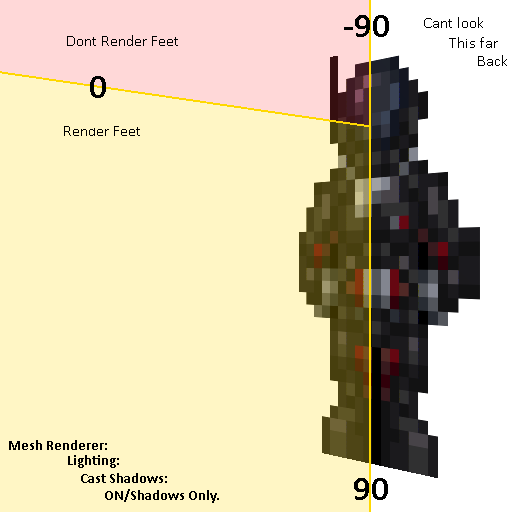 -90
Cant look
This far
Back
Dont Render Feet
0
Render Feet
Mesh Renderer:
Lighting:
Cast Shadows:
ON/Shadows Only.
90